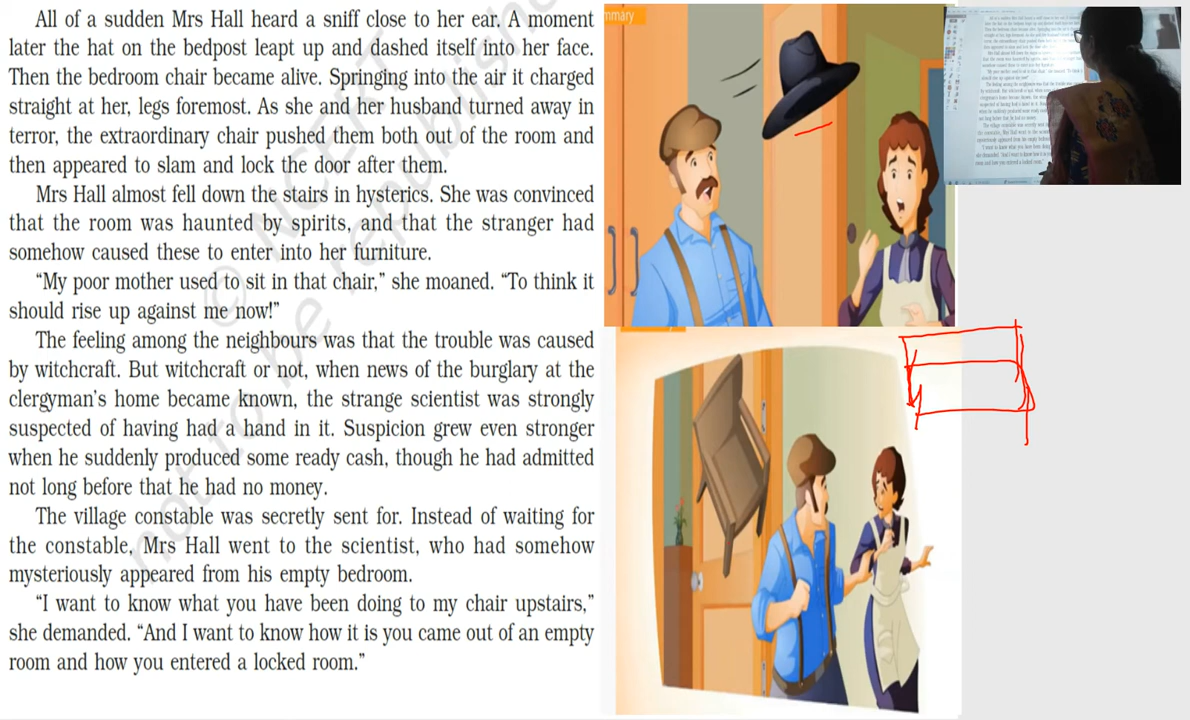 All of a sudden Mrs Hall heard a sniff close to her ear. A moment
later the hat on the bedpost leapt up and dashed itself into her face.
Then the bedroom chair became alive. Springing into the air it charged
straight at her, legs foremost. As she and her husband turned away in
terror, the extraordinary chair pushed them both out of the room and
then appeared to slam and lock the door after them.
Mrs Hall almost fell down the stairs in hysterics. She was convinced
that the room was haunted by spirits, and that the stranger had
somehow caused these to enter into her furniture.
“My poor mother used to sit in that chair,” she moaned. “To think it
should rise up against me now!”
The feeling among the neighbours was that the trouble was caused
by witchcraft. But witchcraft or not, when news of the burglary at the
clergyman’s home became known, the strange scientist was strongly
suspected of having had a hand in it. Suspicion grew even stronger
when he suddenly produced some ready cash, though he had admitted
not long before that he had no money.
The village constable was secretly sent for. Instead of waiting for
the constable, Mrs Hall went to the scientist, who had somehow
mysteriously appeared from his empty bedroom.
“I want to know what you have been doing to my chair upstairs,”
she demanded. “And I want to know how it is you came out of an empty
room and how you entered a locked room.”
© NCERT
not to be republished
mmary